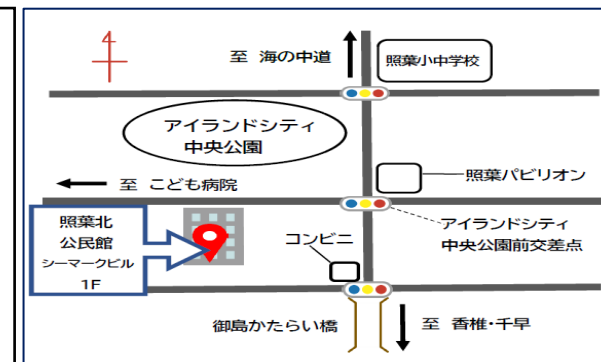 至 海の中道
照葉小中学校
アイランドシティ
中央公園
照葉パビリオン
至 こども病院
照葉北
公民館
シーマークビル
1F
アイランドシティ
中央公園前交差点
コンビニ
御島かたらい橋
至 香椎・千早